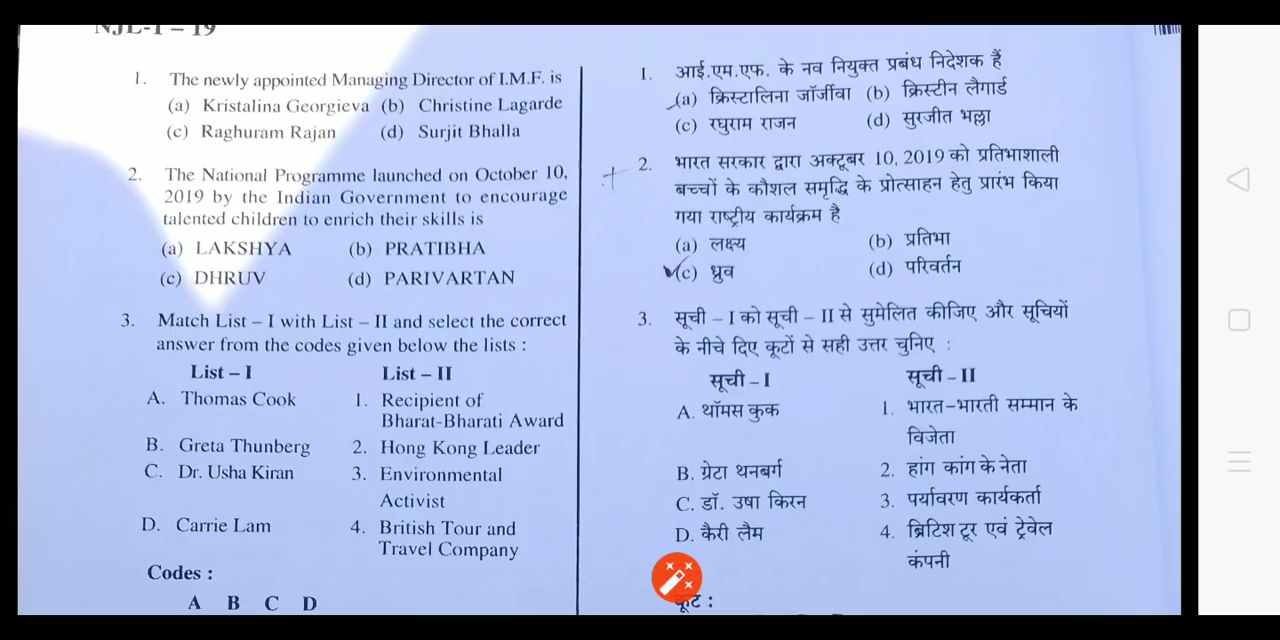 NJL-1 – 19
1. The newly appointed Managing Director of I.M.F. is
(a) Kristalina Georgieva (b) Christine Lagarde
(c) Raghuram Rajan (d) Surjit Bhalla
2. The National Programme launched on October 10,
2019 by the Indian Government to encourage
talented children to enrich their skills is
(a) LAKSHYA (b) PRATIBHA
(c) DHRUV (d) PARIVARTAN
3. Match List – I with List – II and select the correct
answer from the codes given below the lists :
List – I List – II
A. Thomas Cook 1. Recipient of
Bharat-Bharati Award
B. Greta Thunberg 2. Hong Kong Leader
C. Dr. Usha Kiran 3. Environmental
Activist
D. Carrie Lam 4. British Tour and
Travel Company
Codes :
A B C D
1. आई.एम.एफ. के नव नियुक्त प्रबंध निदेशक हैं
(a) क्रिस्टालिना जॉर्जीवा (b) क्रिस्टीन लैगार्ड
(c) रघुराम राजन (d) सुरजीत भल्ला
2. भारत सरकार द्वारा अक्टूबर 10, 2019 को प्रतिभाशाली
बच्चों के कौशल समृद्धि के प्रोत्साहन हेतु प्रारंभ किया
गया राष्ट्रीय कार्यक्रम है
(a) लक्ष्य (b) प्रतिभा
(c) ध्रुव (d) परिवर्तन
3. सूची – I को सूची – II से सुमेलित कीजिए और सूचियों
के नीचे दिए कूटों से सही उत्तर चुनिए :
सूची – I सूची – II
A. थॉमस कुक 1. भारत-भारती सम्मान के
विजेता
B. ग्रेटा थनबर्ग 2. हांग कांग के नेता
C. डॉ. उषा किरन 3. पर्यावरण कार्यकर्ता
D. कैरी लैम 4. ब्रिटिश टूर एवं ट्रेवेल
कंपनी
कूट :